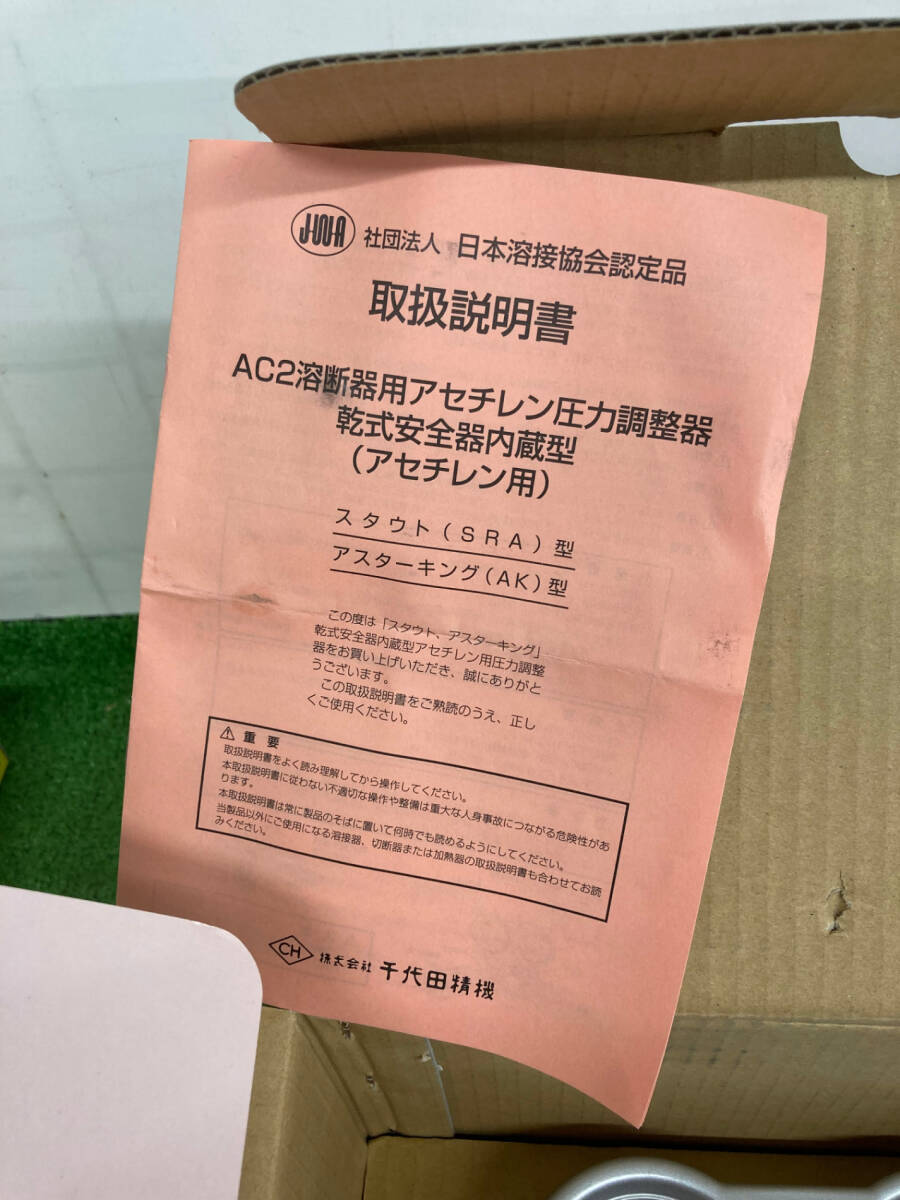 JWA
社団法人 日本溶接協会認定品
取扱説明書
AC2溶断器用アセチレン圧力調整器
乾式安全器内蔵型
(アセチレン用)
スタウト(SRA)型
アスターキング(AK)型
この度は「スタウト、アスターキング」
乾式安全器内蔵型アセチレン用圧力調整
器をお買い上げいただき、誠にありがと
うございます。
この取扱説明書をご熟読のうえ、正し
くご使用ください。
⚠ 重要
取扱説明書をよく読み理解してから操作してください。
本取扱説明書に従わない不適切な操作や整備は重大な人身事故につながる危険性があ
ります。
本取扱説明書は常に製品のそばに置いて何時でも読めるようにしてください。
当製品以外にご使用になる溶接器、切断器または加熱器の取扱説明書も合わせてお読
みください。
CH 株式会社 千代田精機